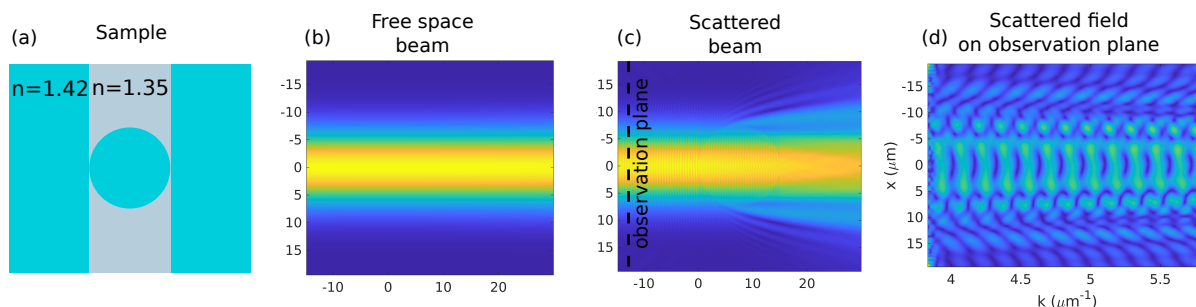 (a)
Sample
n=1.42
n=1.35
(b)
Free space
beam
-15
-10
-5
0
5
10
15
-10
0
10
20
(c)
Scattered
beam
observation plane
-15
-10
-5
0
5
10
15
-10
0
10
20
(d)
Scattered field
on observation plane
x (μm)
-15
-10
-5
0
5
10
15
4
4.5
5
5.5
k (μm⁻¹)